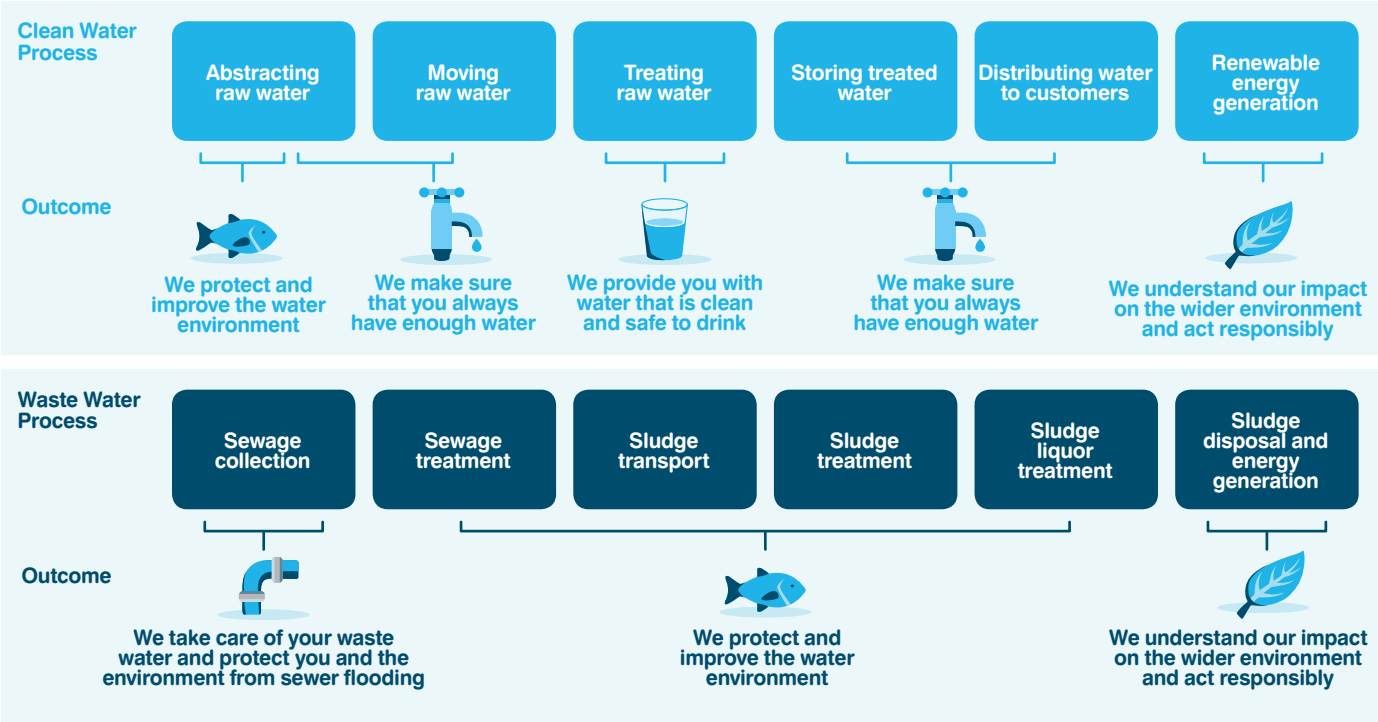 Clean Water
Process
Abstracting
raw water
Moving
raw water
Treating
raw water
Storing treated
water
Distributing water
to customers
Renewable
energy
generation
Outcome
We protect and
improve the water
environment
We make sure
that you always
have enough water
We provide you with
water that is clean
and safe to drink
We make sure
that you always
have enough water
We understand our impact
on the wider environment
and act responsibly
Waste Water
Process
Sewage
collection
Sewage
treatment
Sludge
transport
Sludge
treatment
Sludge
liquor
treatment
Sludge
disposal and
energy
generation
Outcome
We take care of your waste
water and protect you and the
environment from sewer flooding
We protect and
improve the water
environment
We understand our impact
on the wider environment
and act responsibly